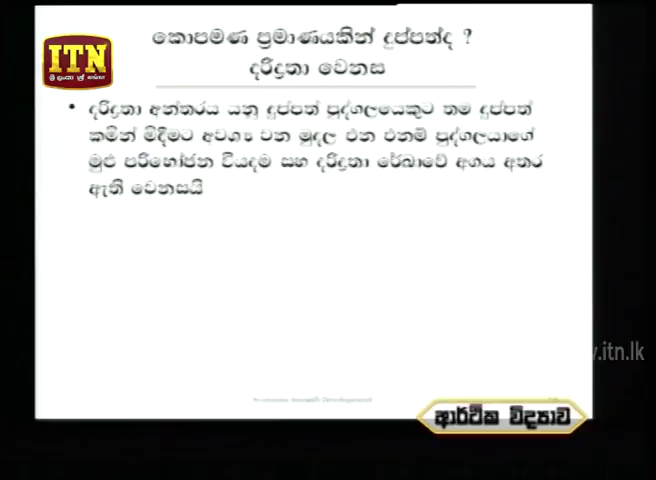 ITN
කොපමණ ප්‍රමාණයකින් දුප්පත්ද ?
දරිද්‍රතා වෙනස
• දරිද්‍රතා අන්තරය යනු දුප්පත් පුද්ගලයෙකුට තම දුප්පත්
කමින් මිදීමට අවශ්‍ය වන මුදල එන එනම් පුද්ගලයාගේ
මුළු පරිභෝජන වියදම සහ දරිද්‍රතා රේඛාවේ අගය අතර
ඇති වෙනසයි
.itn.lk
ආර්ථික විද්‍යාව